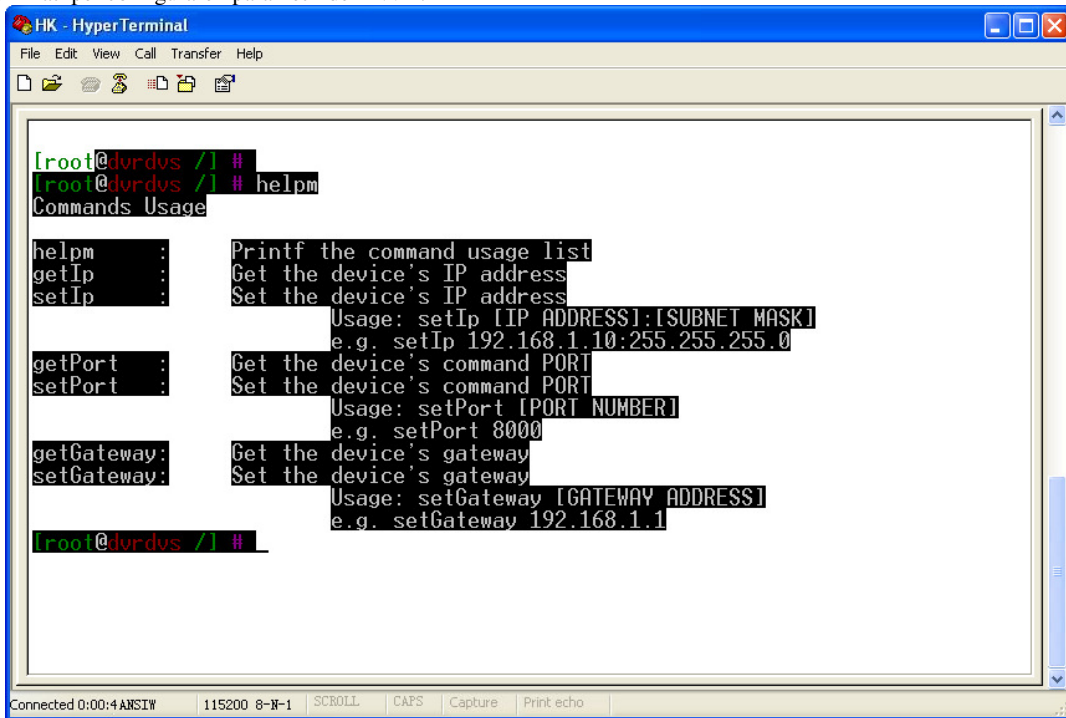 HK - HyperTerminal
File Edit View Call Transfer Help
[root@dvrdvs /] #
[root@dvrdvs /] # helpm
Commands Usage
helpm : Printf the command usage list
getIp : Get the device's IP address
setIp : Set the device's IP address
Usage: setIp [IP ADDRESS]:[SUBNET MASK]
e.g. setIp 192.168.1.10:255.255.255.0
getPort : Get the device's command PORT
setPort : Set the device's command PORT
Usage: setPort [PORT NUMBER]
e.g. setPort 8000
getGateway: Get the device's gateway
setGateway: Set the device's gateway
Usage: setGateway [GATEWAY ADDRESS]
e.g. setGateway 192.168.1.1
[root@dvrdvs /] # _
Connected 0:00:4 ANSIW 115200 8-N-1 SCROLL CAPS Capture Print echo